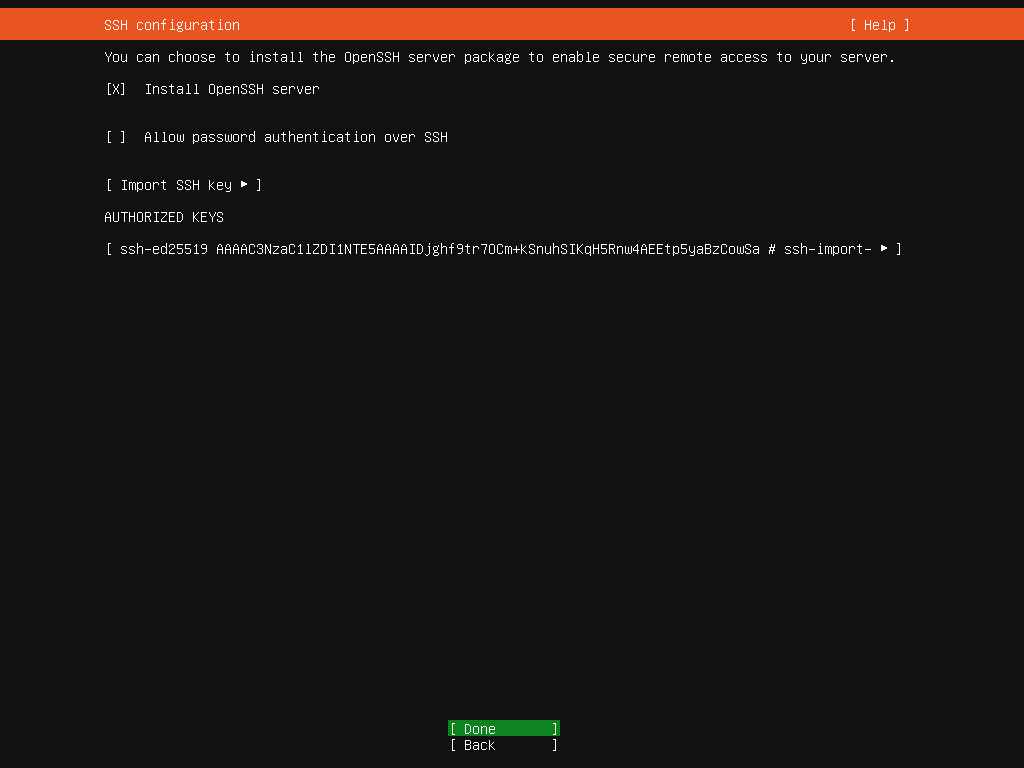 SSH configuration [ Help ]
You can choose to install the OpenSSH server package to enable secure remote access to your server.
[X] Install OpenSSH server
[ ] Allow password authentication over SSH
[ Import SSH key ▸ ]
AUTHORIZED KEYS
[ ssh-ed25519 AAAAC3NzaC1lZDI1NTE5AAAAIDjghf9tr7OCm+kSnuhSIKqH5Rnw4AEEtp5yaBzCowSa # ssh-import- ▸ ]
[ Done ]
[ Back ]